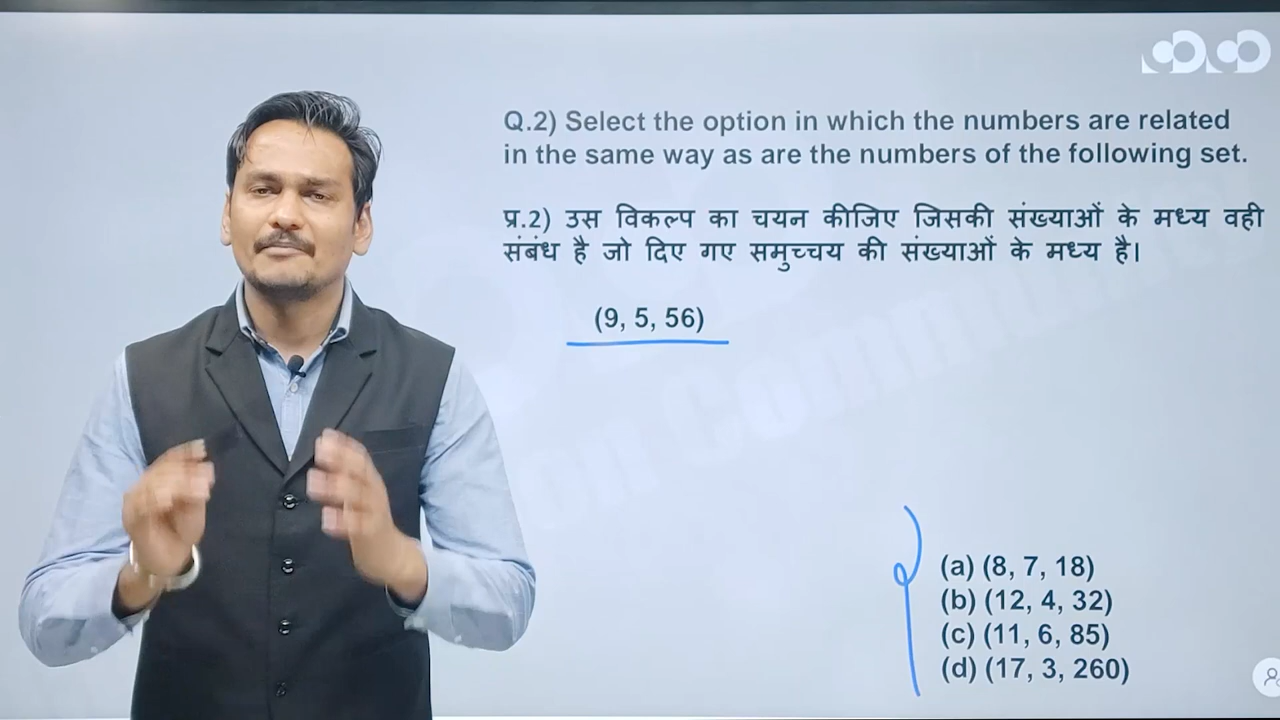 Q.2) Select the option in which the numbers are related
in the same way as are the numbers of the following set.
प्र.2) उस विकल्प का चयन कीजिए जिसकी संख्याओं के मध्य वही
संबंध है जो दिए गए समुच्चय की संख्याओं के मध्य है।
(9, 5, 56)
(a) (8, 7, 18)
(b) (12, 4, 32)
(c) (11, 6, 85)
(d) (17, 3, 260)